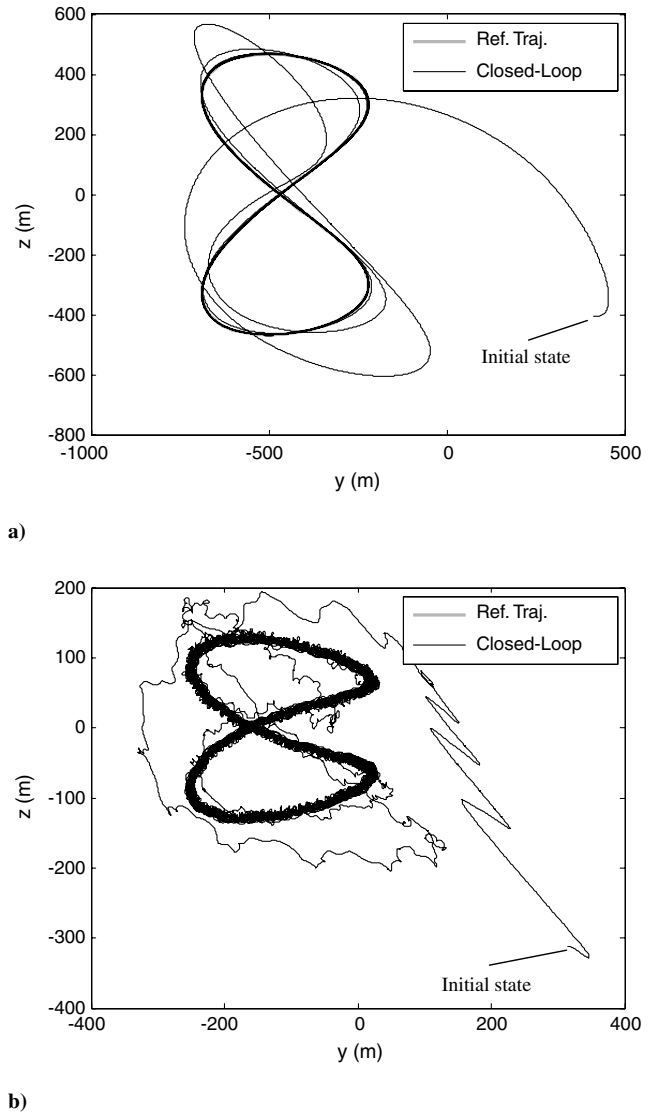 600
400
200
0
-200
-400
-600
-800
z (m)
Ref. Traj.
Closed-Loop
Initial state
-1000
-500
0
500
y (m)
a)
200
100
0
-100
-200
-300
-400
z (m)
Ref. Traj.
Closed-Loop
Initial state
-400
-200
0
200
400
y (m)
b)